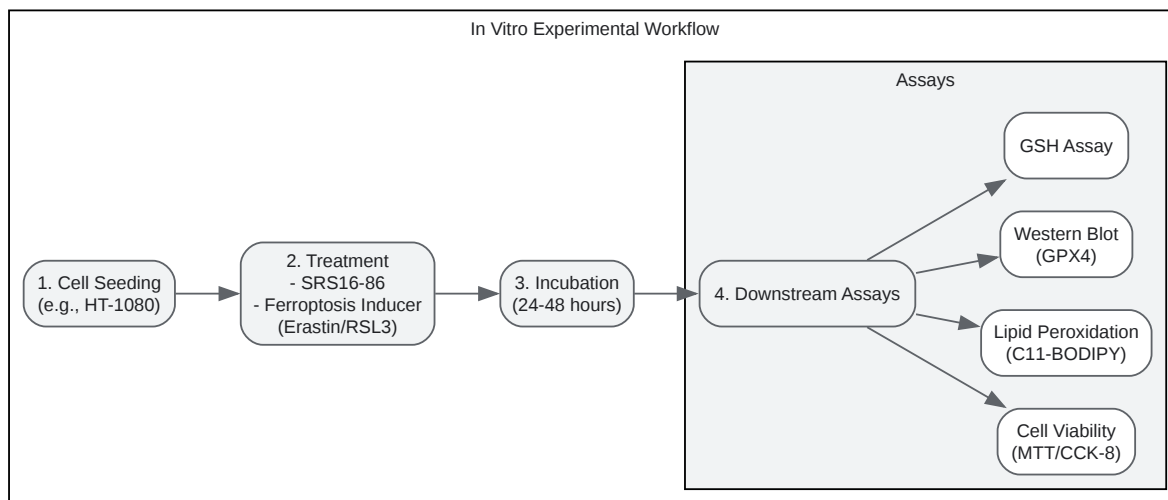 In Vitro Experimental Workflow
Assays
1. Cell Seeding
(e.g., HT-1080)
2. Treatment
- SRS16-86
- Ferroptosis Inducer
(Erastin/RSL3)
3. Incubation
(24-48 hours)
4. Downstream Assays
GSH Assay
Western Blot
(GPX4)
Lipid Peroxidation
(C11-BODIPY)
Cell Viability
(MTT/CCK-8)